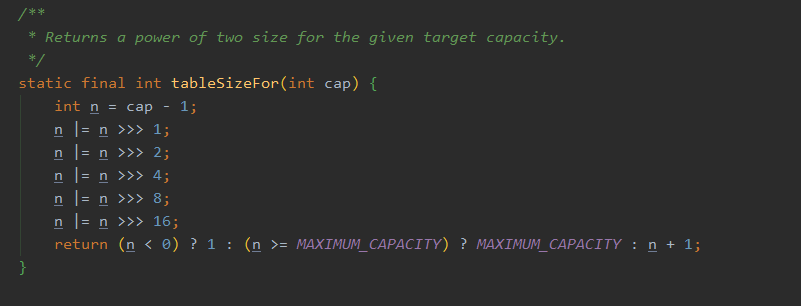 /**
 * Returns a power of two size for the given target capacity.
 */
static final int tableSizeFor(int cap) {
    int n = cap - 1;
    n |= n >>> 1;
    n |= n >>> 2;
    n |= n >>> 4;
    n |= n >>> 8;
    n |= n >>> 16;
    return (n < 0) ? 1 : (n >= MAXIMUM_CAPACITY) ? MAXIMUM_CAPACITY : n + 1;
}